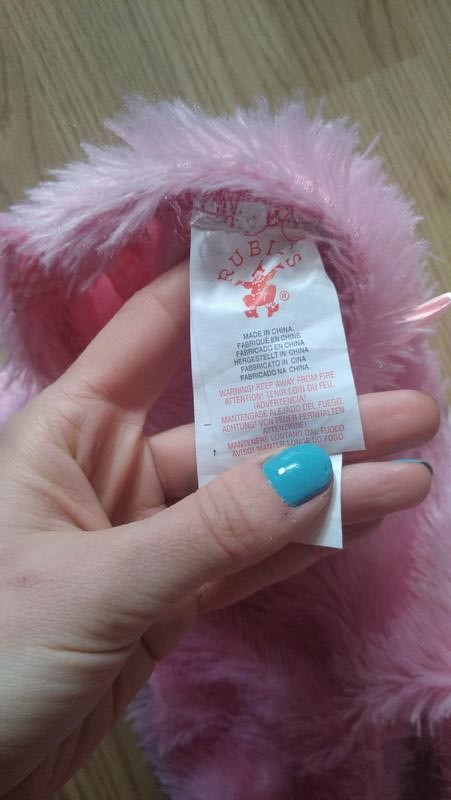 RUBIE'S
®
MADE IN CHINA.
FABRIQUÉ EN CHINE
FABRICADO EN CHINA
HERGESTELLT IN CHINA
FABBRICATO IN CINA
FABRICADO NA CHINA
WARNING! KEEP AWAY FROM FIRE.
ATTENTION! TENIR LOIN DU FEU.
¡ADVERTENCIA!
MANTENGASE ALEJADO DEL FUEGO.
ACHTUNG! VON FEUER FERNHALTEN
ATTENZIONE!
MANTENERE LONTANO DAL FUOCO.
AVISO! MANTER LONGE DO FOGO.